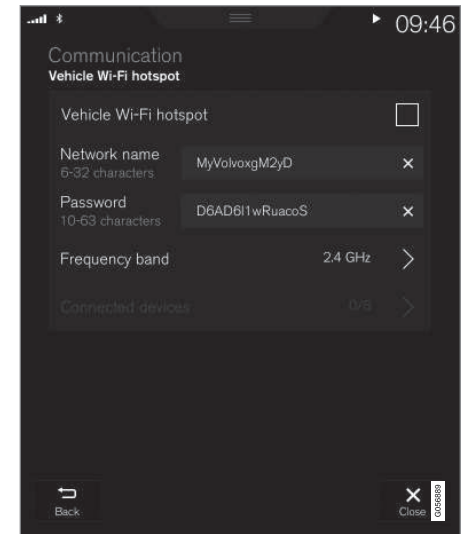 09:46
Communication
Vehicle Wi-Fi hotspot
Vehicle Wi-Fi hotspot
Network name
6-32 characters
MyVolvoxgM2yD
Password
10-63 characters
D6AD6l1wRuacoS
Frequency band 2.4 GHz
Connected devices 0/8
Back
Close
G056889